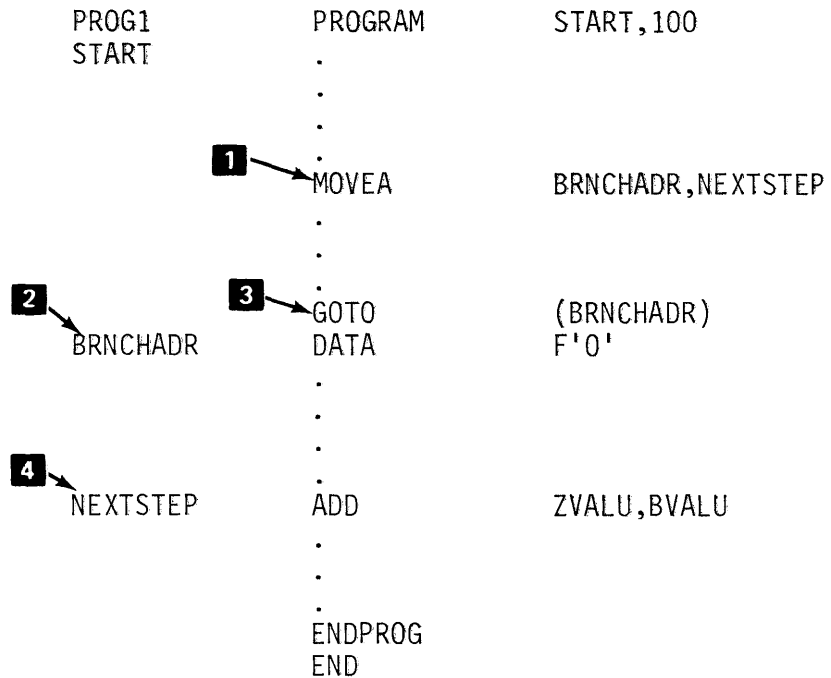 PROG1 PROGRAM START,100
START .
.
.
.
1 MOVEA BRNCHADR,NEXTSTEP
.
.
.
2 3 GOTO (BRNCHADR)
BRNCHADR DATA F'0'
.
.
.
4 .
NEXTSTEP ADD ZVALU,BVALU
.
.
.
ENDPROG
END